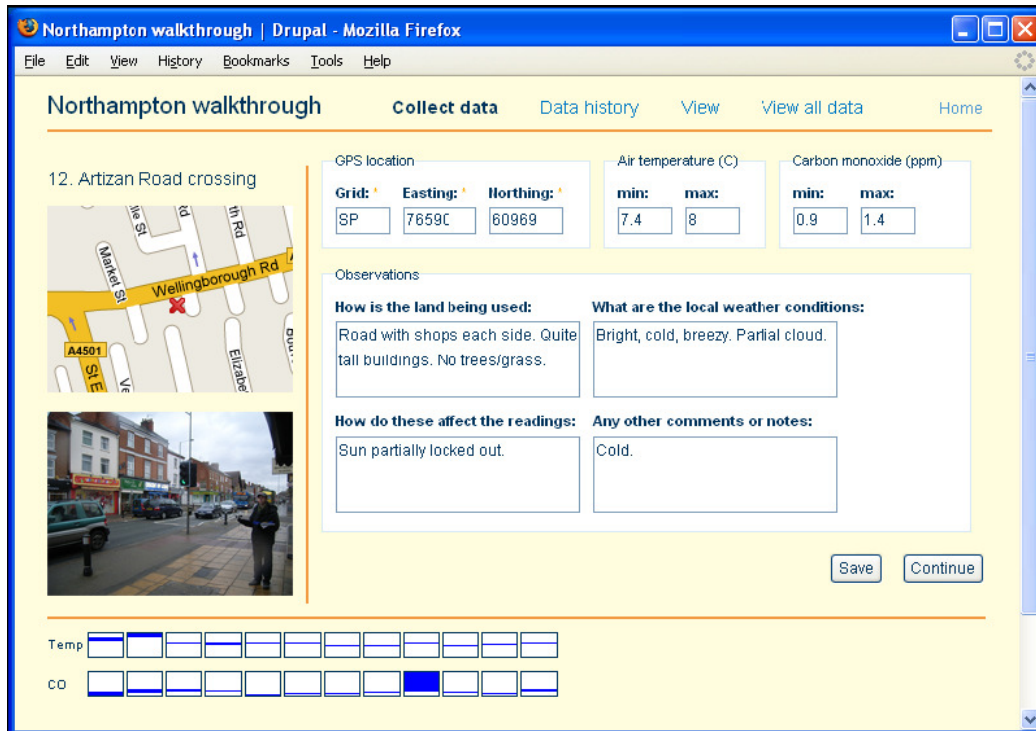 Northampton walkthrough | Drupal - Mozilla Firefox
File Edit View History Bookmarks Tools Help
Northampton walkthrough Collect data Data history View View all data Home
12. Artizan Road crossing
Market St
Wellingborough Rd
A4501
GPS location
Grid: * Easting: * Northing: *
SP 76590 60969
Air temperature (C)
min: max:
7.4 8
Carbon monoxide (ppm)
min: max:
0.9 1.4
Observations
How is the land being used:
Road with shops each side. Quite
tall buildings. No trees/grass.
What are the local weather conditions:
Bright, cold, breezy. Partial cloud.
How do these affect the readings:
Sun partially locked out.
Any other comments or notes:
Cold.
Save Continue
Temp
CO